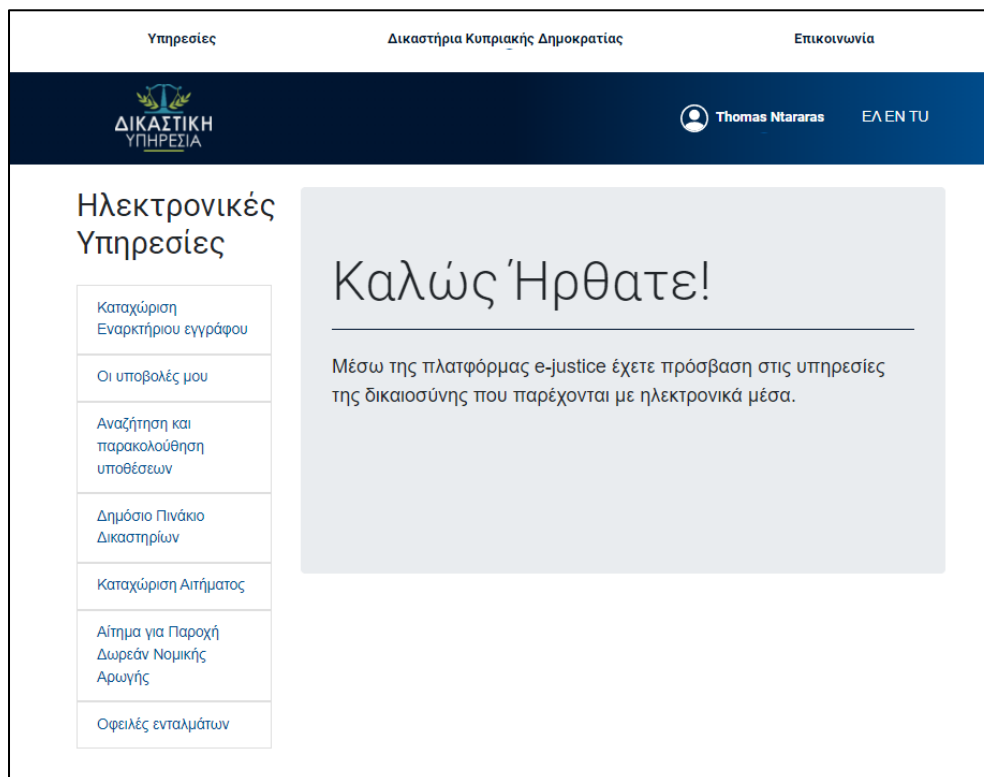 Υπηρεσίες
Δικαστήρια Κυπριακής Δημοκρατίας
Επικοινωνία
ΔΙΚΑΣΤΙΚΗ
ΥΠΗΡΕΣΙΑ
Thomas Ntararas
ΕΛ EN TU
Ηλεκτρονικές
Υπηρεσίες
Καταχώριση
Εναρκτήριου εγγράφου
Οι υποβολές μου
Αναζήτηση και
παρακολούθηση
υποθέσεων
Δημόσιο Πινάκιο
Δικαστηρίων
Καταχώριση Αιτήματος
Αίτημα για Παροχή
Δωρεάν Νομικής
Αρωγής
Οφειλές ενταλμάτων
Καλώς Ήρθατε!
Μέσω της πλατφόρμας e-justice έχετε πρόσβαση στις υπηρεσίες
της δικαιοσύνης που παρέχονται με ηλεκτρονικά μέσα.